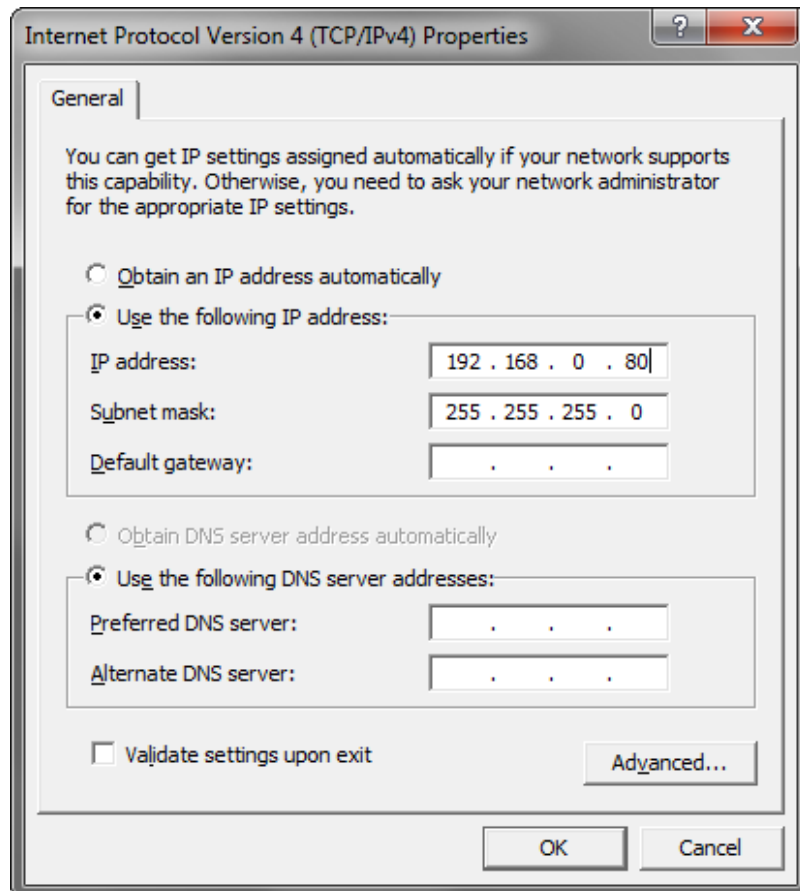 Internet Protocol Version 4 (TCP/IPv4) Properties
?
X
General
You can get IP settings assigned automatically if your network supports
this capability. Otherwise, you need to ask your network administrator
for the appropriate IP settings.
Obtain an IP address automatically
Use the following IP address:
IP address: 192 . 168 . 0 . 80
Subnet mask: 255 . 255 . 255 . 0
Default gateway: . . .
Obtain DNS server address automatically
Use the following DNS server addresses:
Preferred DNS server: . . .
Alternate DNS server: . . .
Validate settings upon exit
Advanced...
OK Cancel